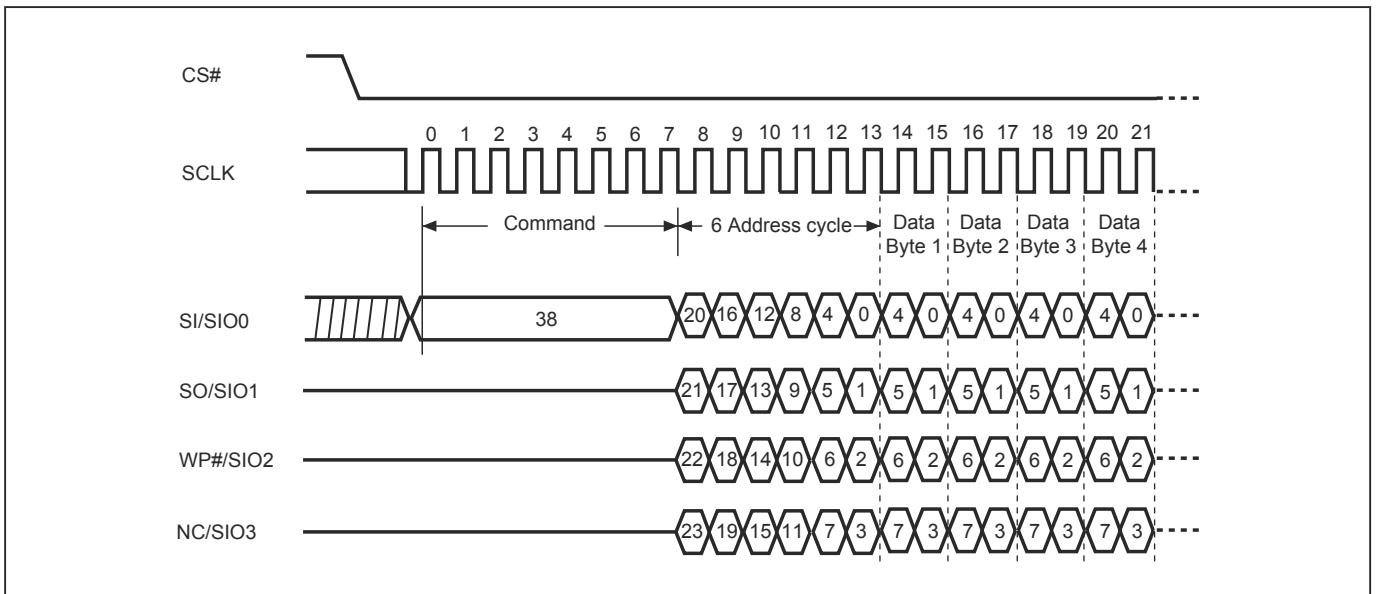 CS#
0 1 2 3 4 5 6 7 8 9 10 11 12 13 14 15 16 17 18 19 20 21
SCLK
Command 6 Address cycle Data Data Data Data
Byte 1 Byte 2 Byte 3 Byte 4
SI/SIO0 38 20 16 12 8 4 0 4 0 4 0 4 0 4 0
SO/SIO1 21 17 13 9 5 1 5 1 5 1 5 1 5 1
WP#/SIO2 22 18 14 10 6 2 6 2 6 2 6 2 6 2
NC/SIO3 23 19 15 11 7 3 7 3 7 3 7 3 7 3